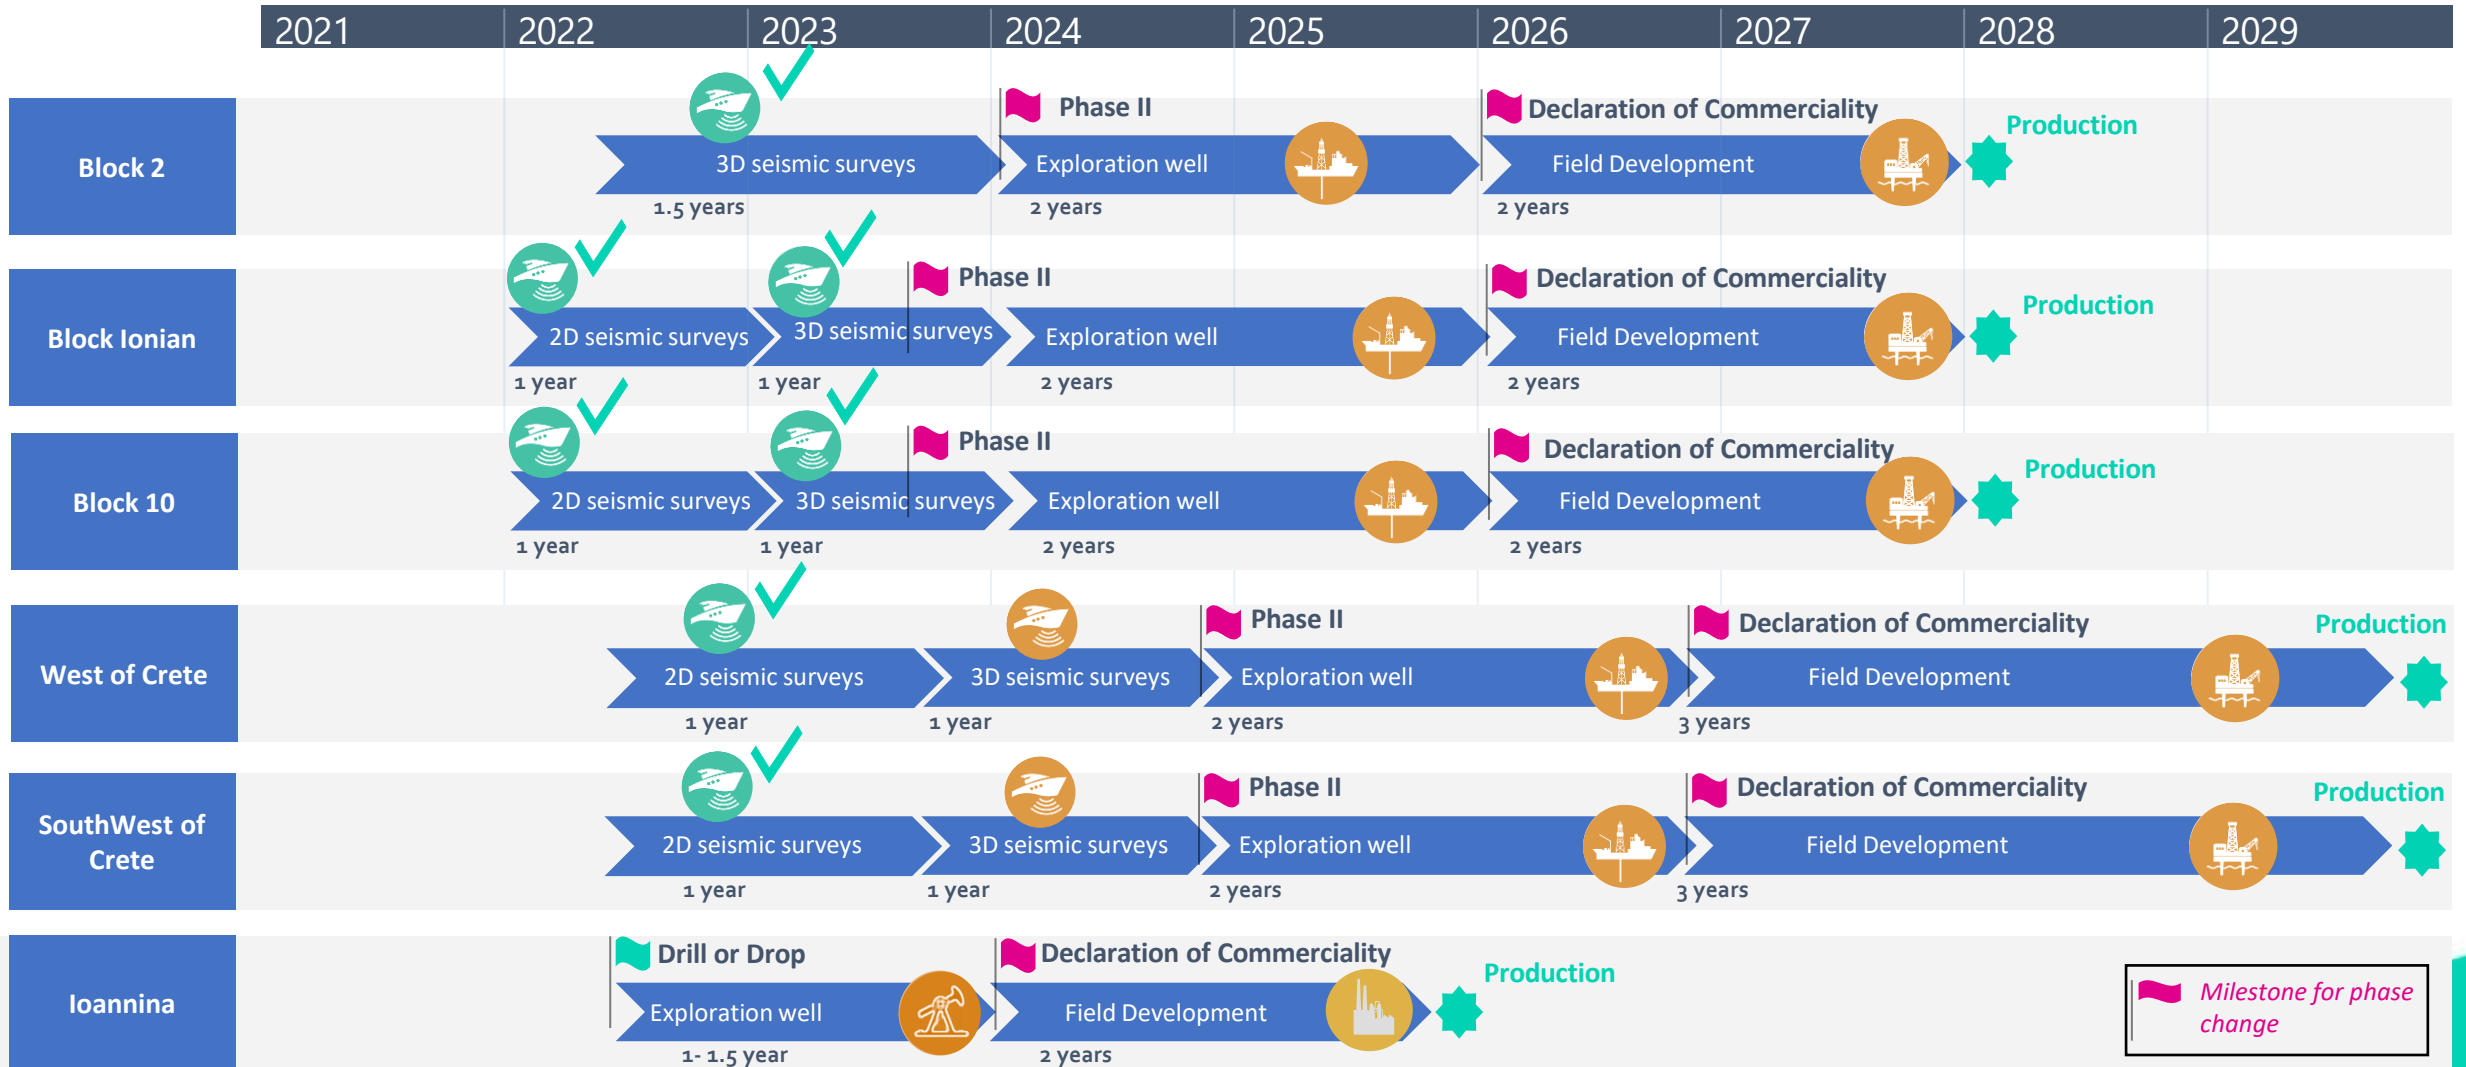 2021 2022 2023 2024 2025 2026 2027 2028 2029
Block 2
Phase II
Declaration of Commerciality
Production
3D seismic surveys
Exploration well
Field Development
1.5 years
2 years
2 years
Block Ionian
Phase II
Declaration of Commerciality
Production
2D seismic surveys
3D seismic surveys
Exploration well
Field Development
1 year
1 year
2 years
2 years
Block 10
Phase II
Declaration of Commerciality
Production
2D seismic surveys
3D seismic surveys
Exploration well
Field Development
1 year
1 year
2 years
2 years
West of Crete
Phase II
Declaration of Commerciality
Production
2D seismic surveys
3D seismic surveys
Exploration well
Field Development
1 year
1 year
2 years
3 years
SouthWest of
Crete
Phase II
Declaration of Commerciality
Production
2D seismic surveys
3D seismic surveys
Exploration well
Field Development
1 year
1 year
2 years
3 years
Ioannina
Drill or Drop
Declaration of Commerciality
Production
Exploration well
Field Development
1- 1.5 year
2 years
Milestone for phase
change